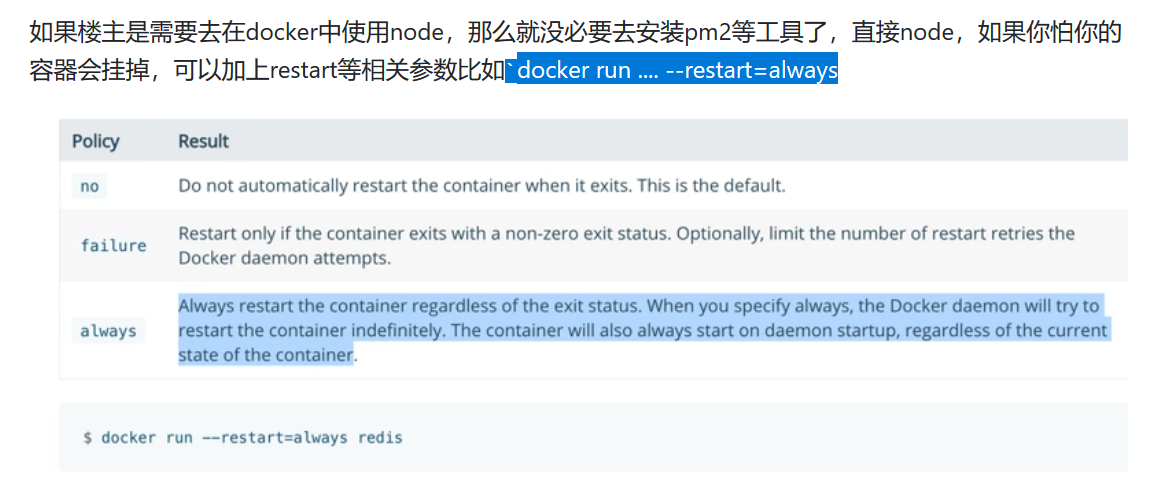 如果楼主是需要去在docker中使用node，那么就没必要去安装pm2等工具了，直接node，如果你怕你的
容器会挂掉，可以加上restart等相关参数比如`docker run .... --restart=always
Policy Result
no Do not automatically restart the container when it exits. This is the default.
failure Restart only if the container exits with a non-zero exit status. Optionally, limit the number of restart retries the
Docker daemon attempts.
always Always restart the container regardless of the exit status. When you specify always, the Docker daemon will try to
restart the container indefinitely. The container will also always start on daemon startup, regardless of the current
state of the container.
$ docker run --restart=always redis